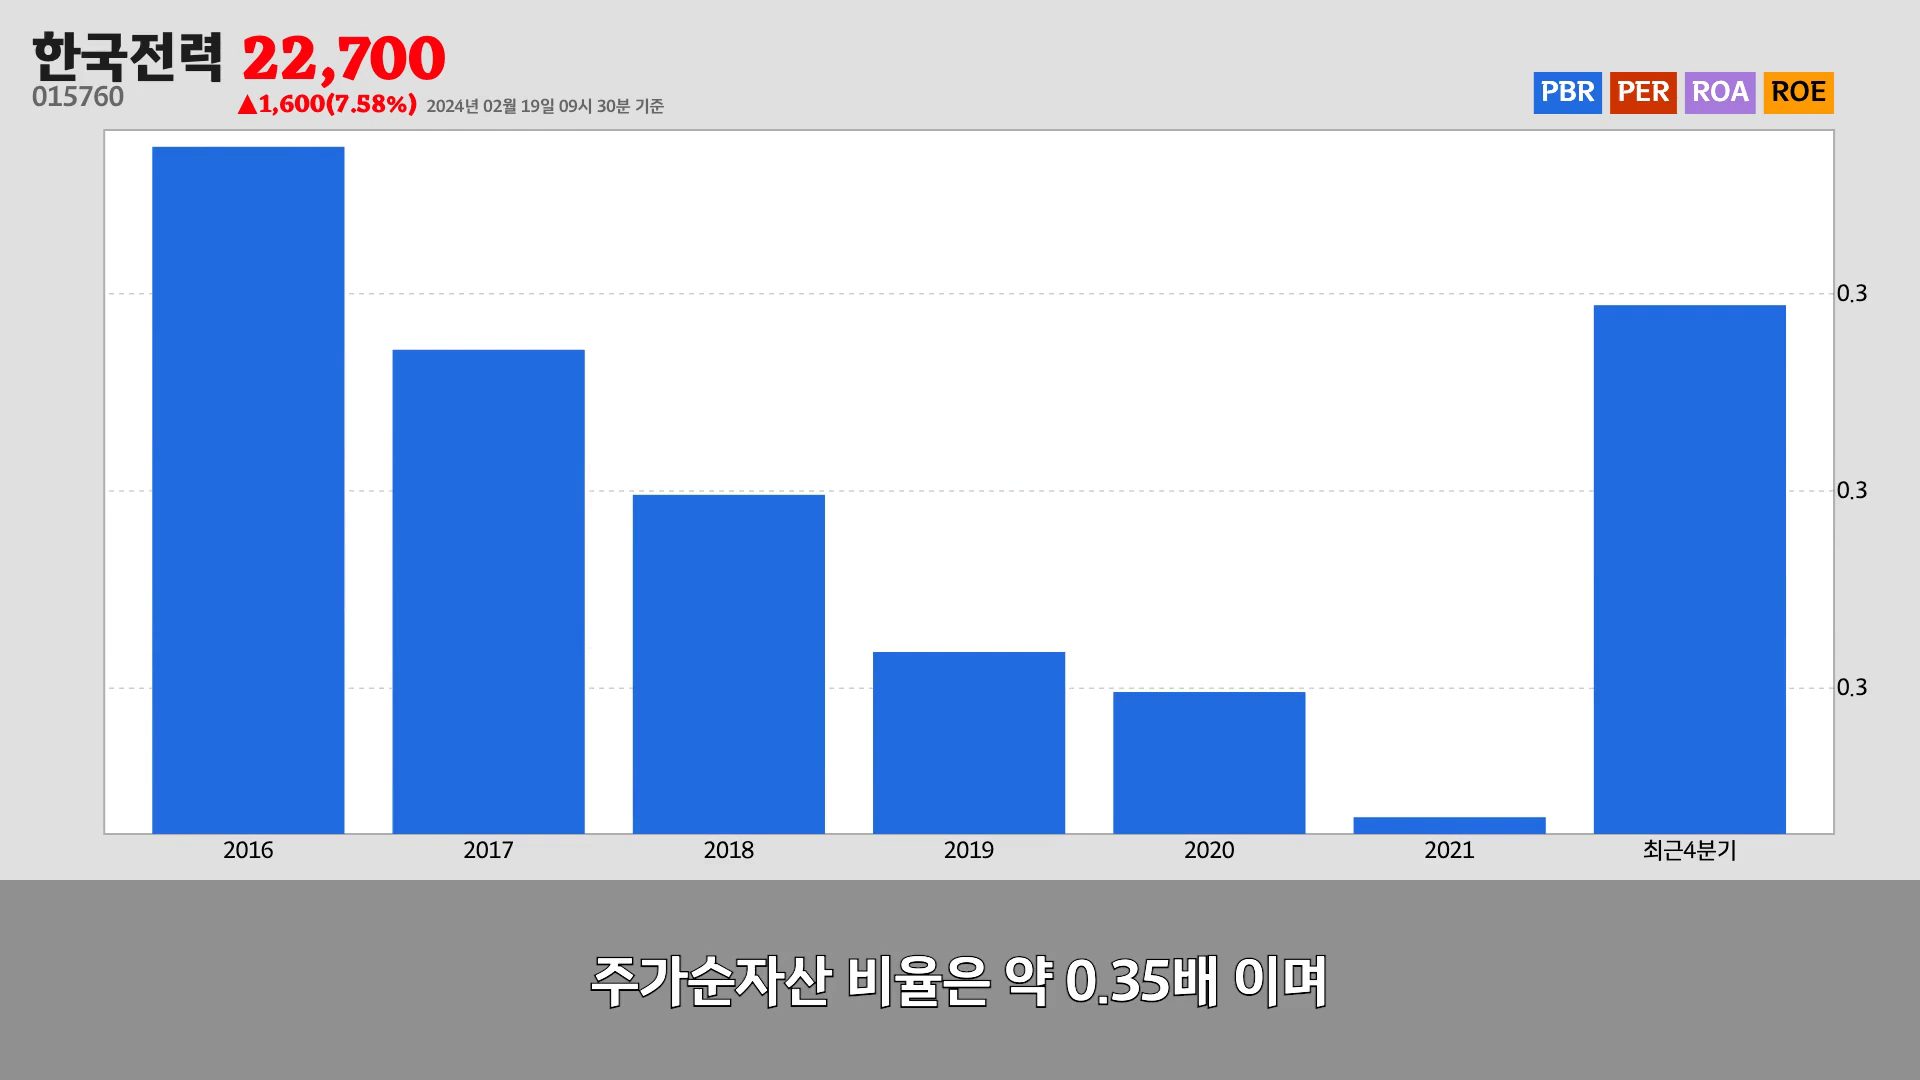 한국전력 22,700
015760
▲1,600(7.58%) 2024년 02월 19일 09시 30분 기준
PBR PER ROA ROE
0.3
0.3
0.3
2016 2017 2018 2019 2020 2021 최근4분기
주가순자산 비율은 약 0.35배 이며